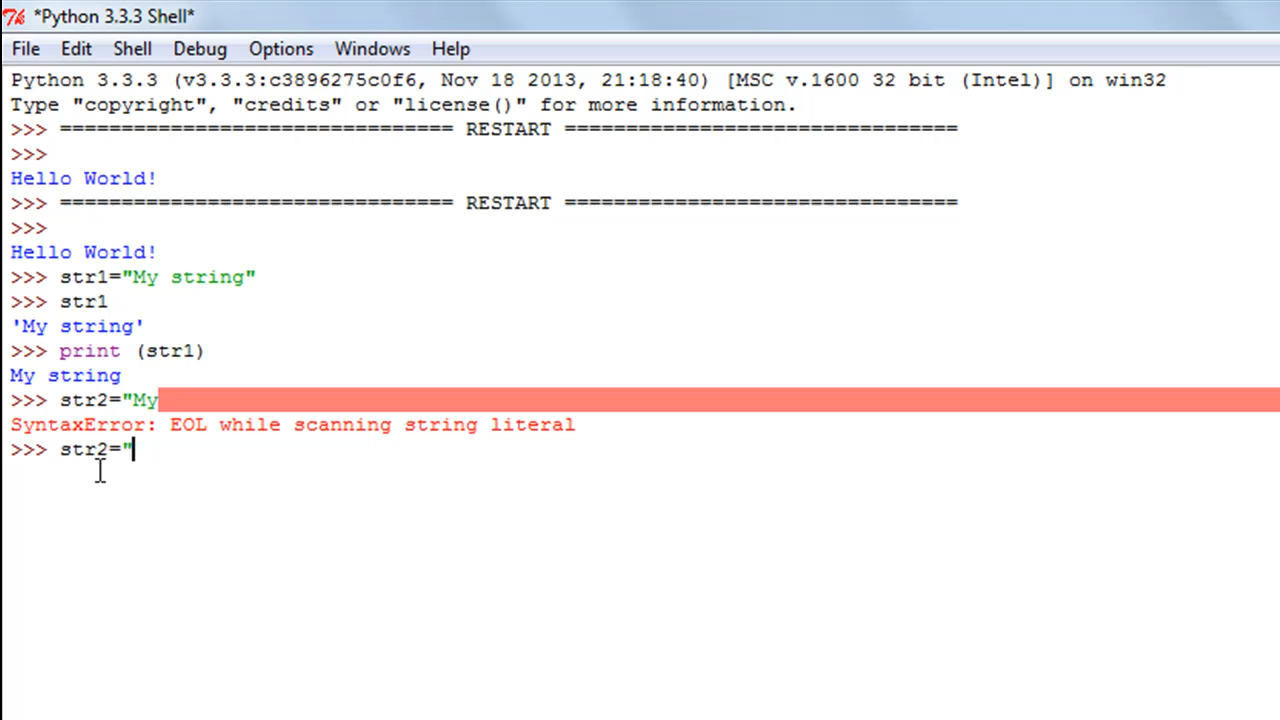 *Python 3.3.3 Shell*
File Edit Shell Debug Options Windows Help
Python 3.3.3 (v3.3.3:c3896275c0f6, Nov 18 2013, 21:18:40) [MSC v.1600 32 bit (Intel)] on win32
Type "copyright", "credits" or "license()" for more information.
>>> ================================ RESTART ================================
>>>
Hello World!
>>> ================================ RESTART ================================
>>>
Hello World!
>>> str1="My string"
>>> str1
'My string'
>>> print (str1)
My string
>>> str2="My
SyntaxError: EOL while scanning string literal
>>> str2="